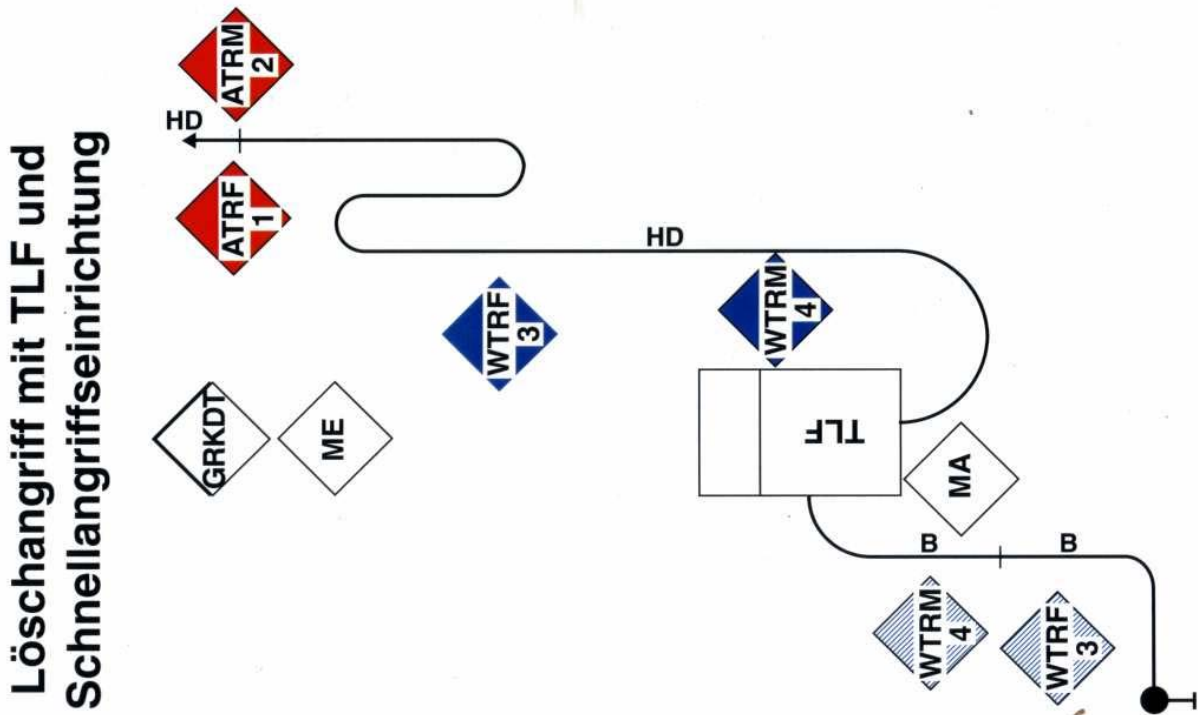 Löschangriff mit TLF und
Schnellangriffseinrichtung
HD
ATRM
2
ATRF
1
HD
WTRF
3
WTRM
4
GRKDT
ME
TLF
MA
B
B
WTRM
4
WTRF
3